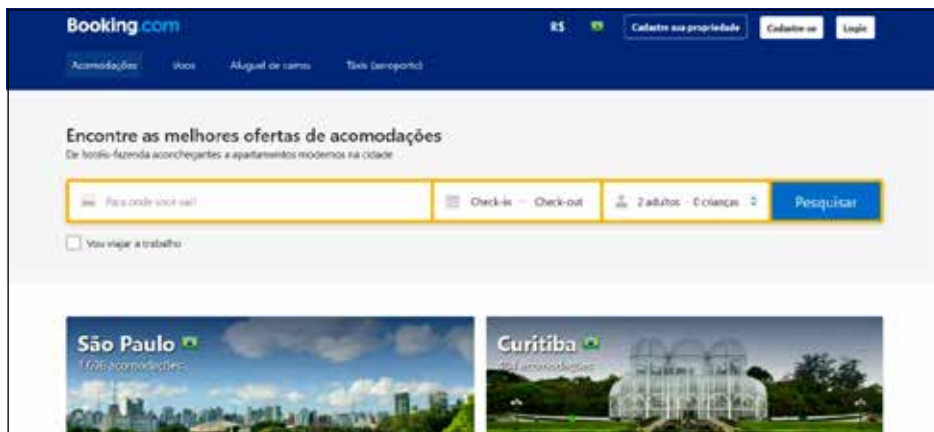 Booking.com
R$
Cadastre sua propriedade
Cadastre-se
Login
Acomodações
Voos
Aluguel de carros
Táxis (aeroporto)
Encontre as melhores ofertas de acomodações
De hotéis-fazenda aconchegantes a apartamentos modernos na cidade
Para onde você vai?
Check-in — Check-out
2 adultos · 0 crianças
Pesquisar
Vou viajar a trabalho
São Paulo
acomodações
Curitiba
acomodações